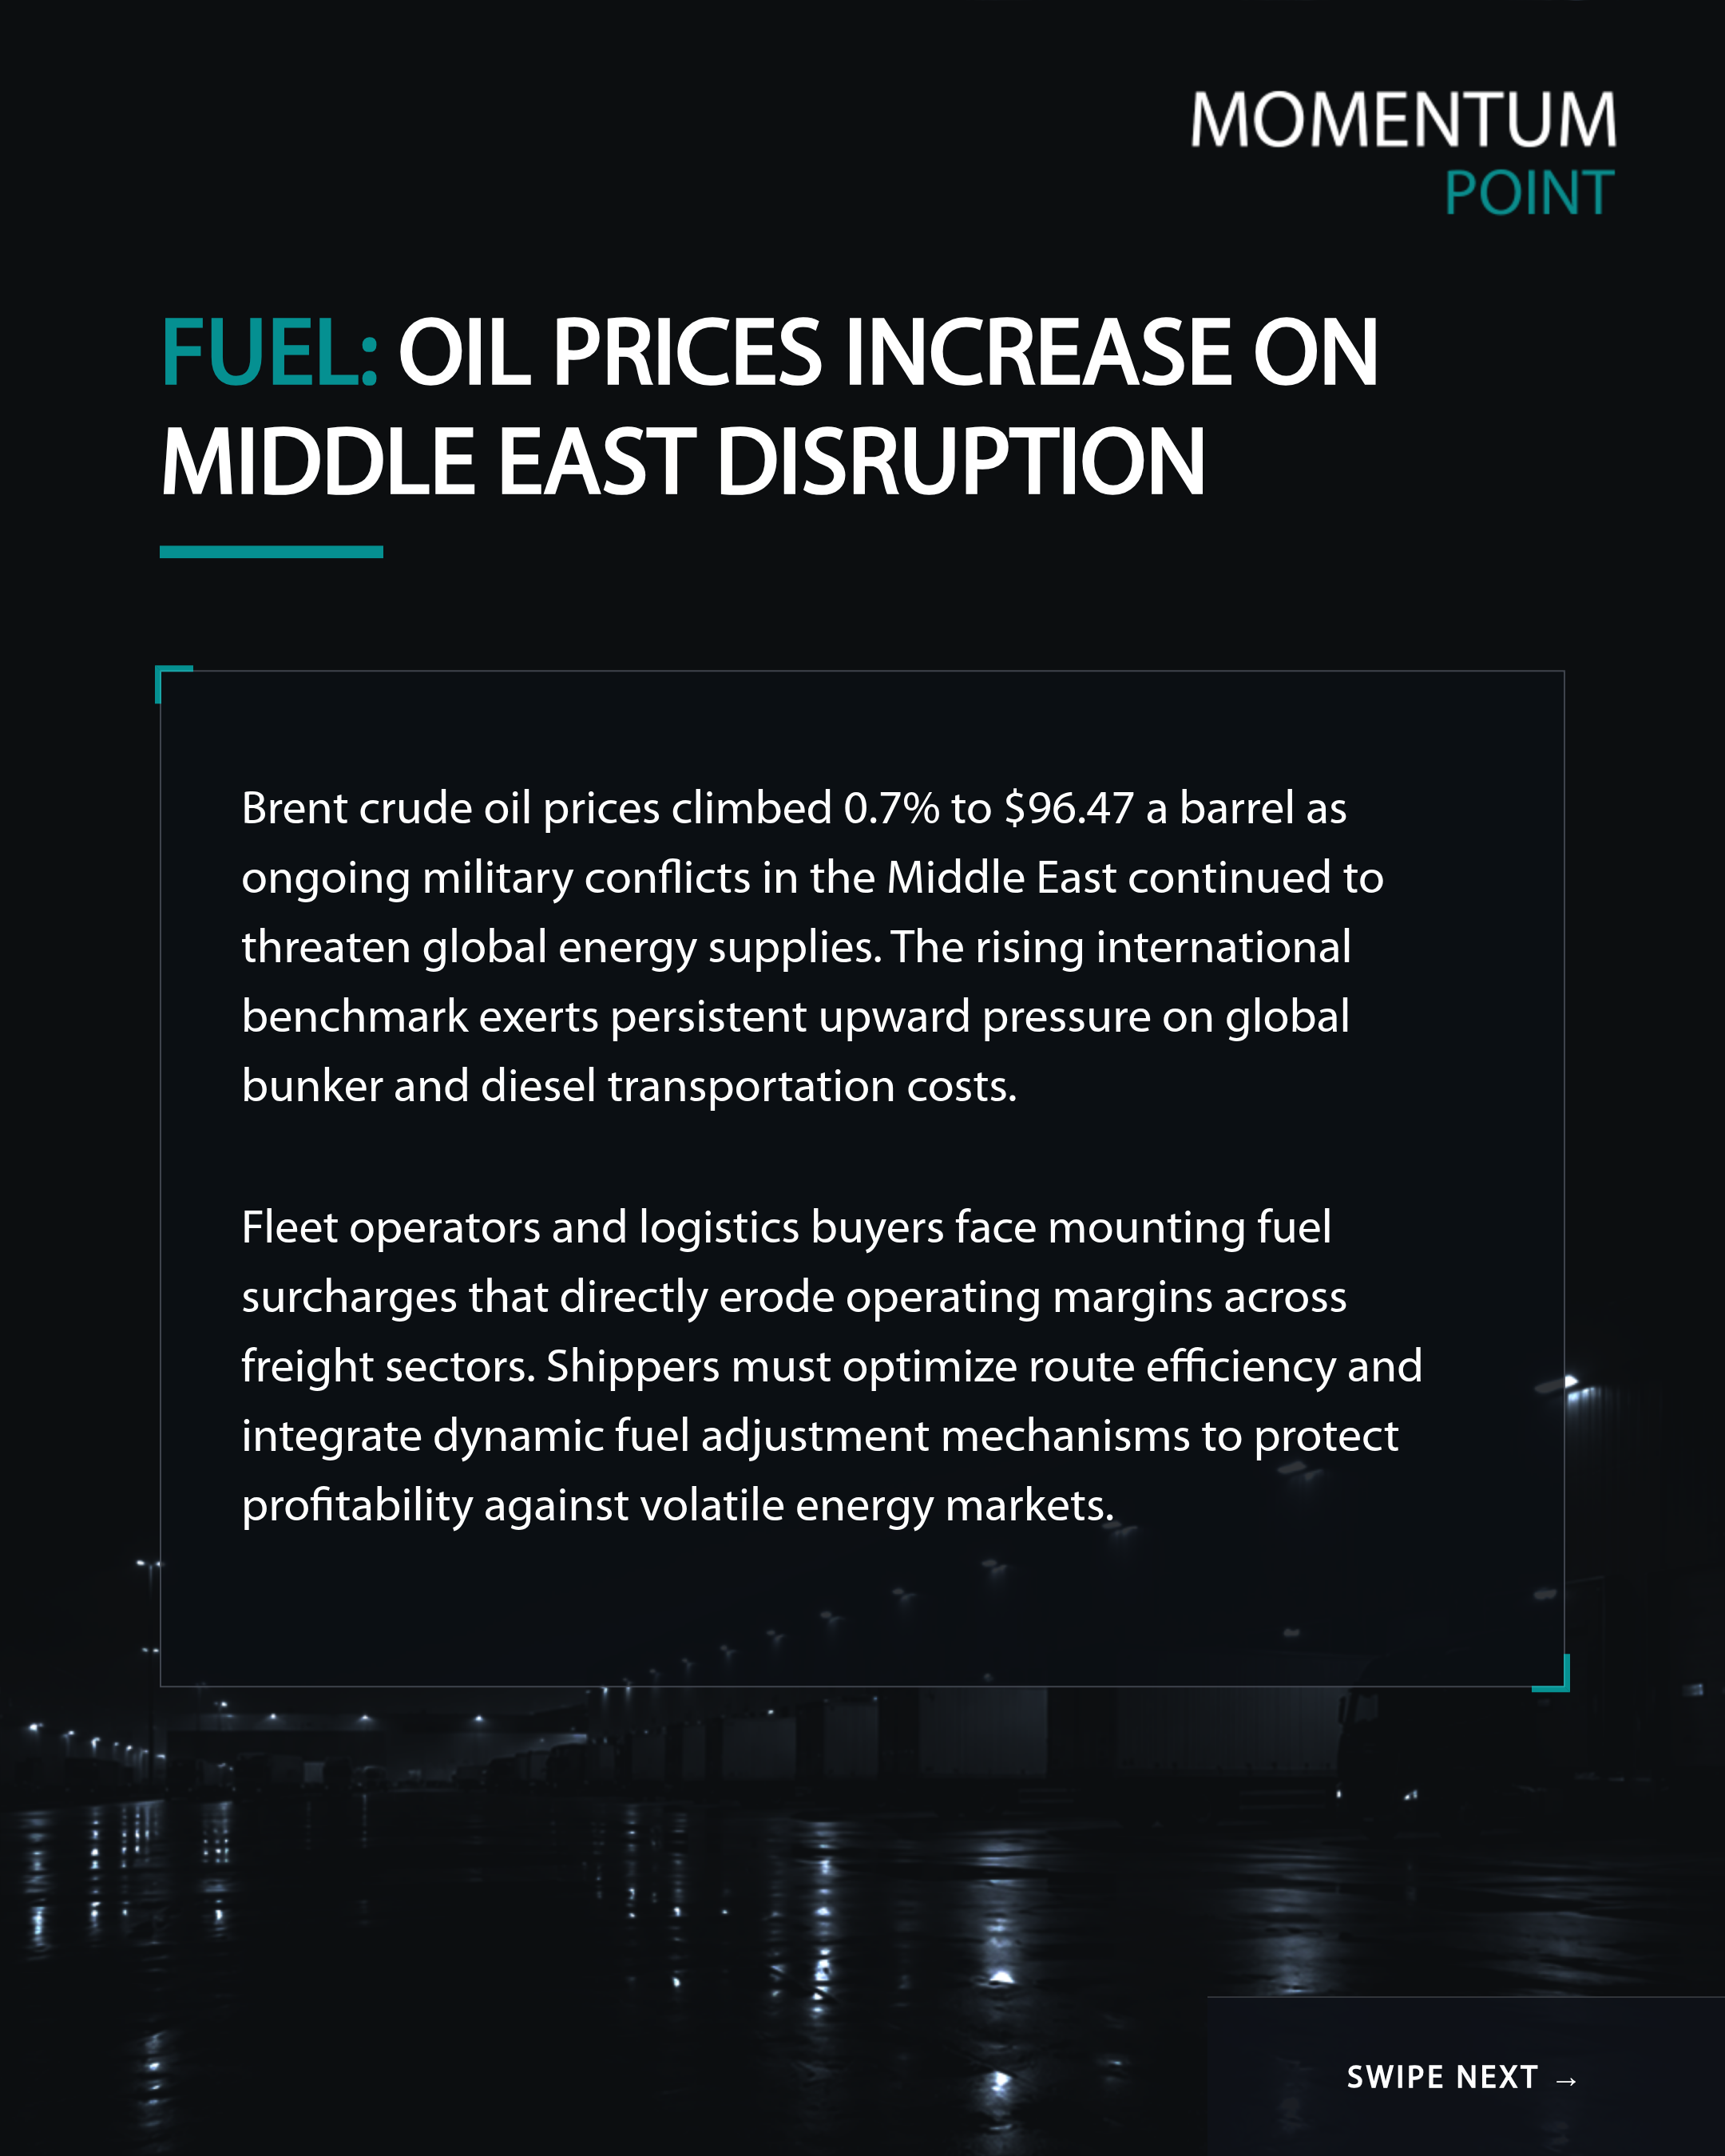 MOMENTUM
POINT
FUEL: OIL PRICES INCREASE ON
MIDDLE EAST DISRUPTION
Brent crude oil prices climbed 0.7% to $96.47 a barrel as
ongoing military conflicts in the Middle East continued to
threaten global energy supplies. The rising international
benchmark exerts persistent upward pressure on global
bunker and diesel transportation costs.
Fleet operators and logistics buyers face mounting fuel
surcharges that directly erode operating margins across
freight sectors. Shippers must optimize route efficiency and
integrate dynamic fuel adjustment mechanisms to protect
profitability against volatile energy markets.
SWIPE NEXT →